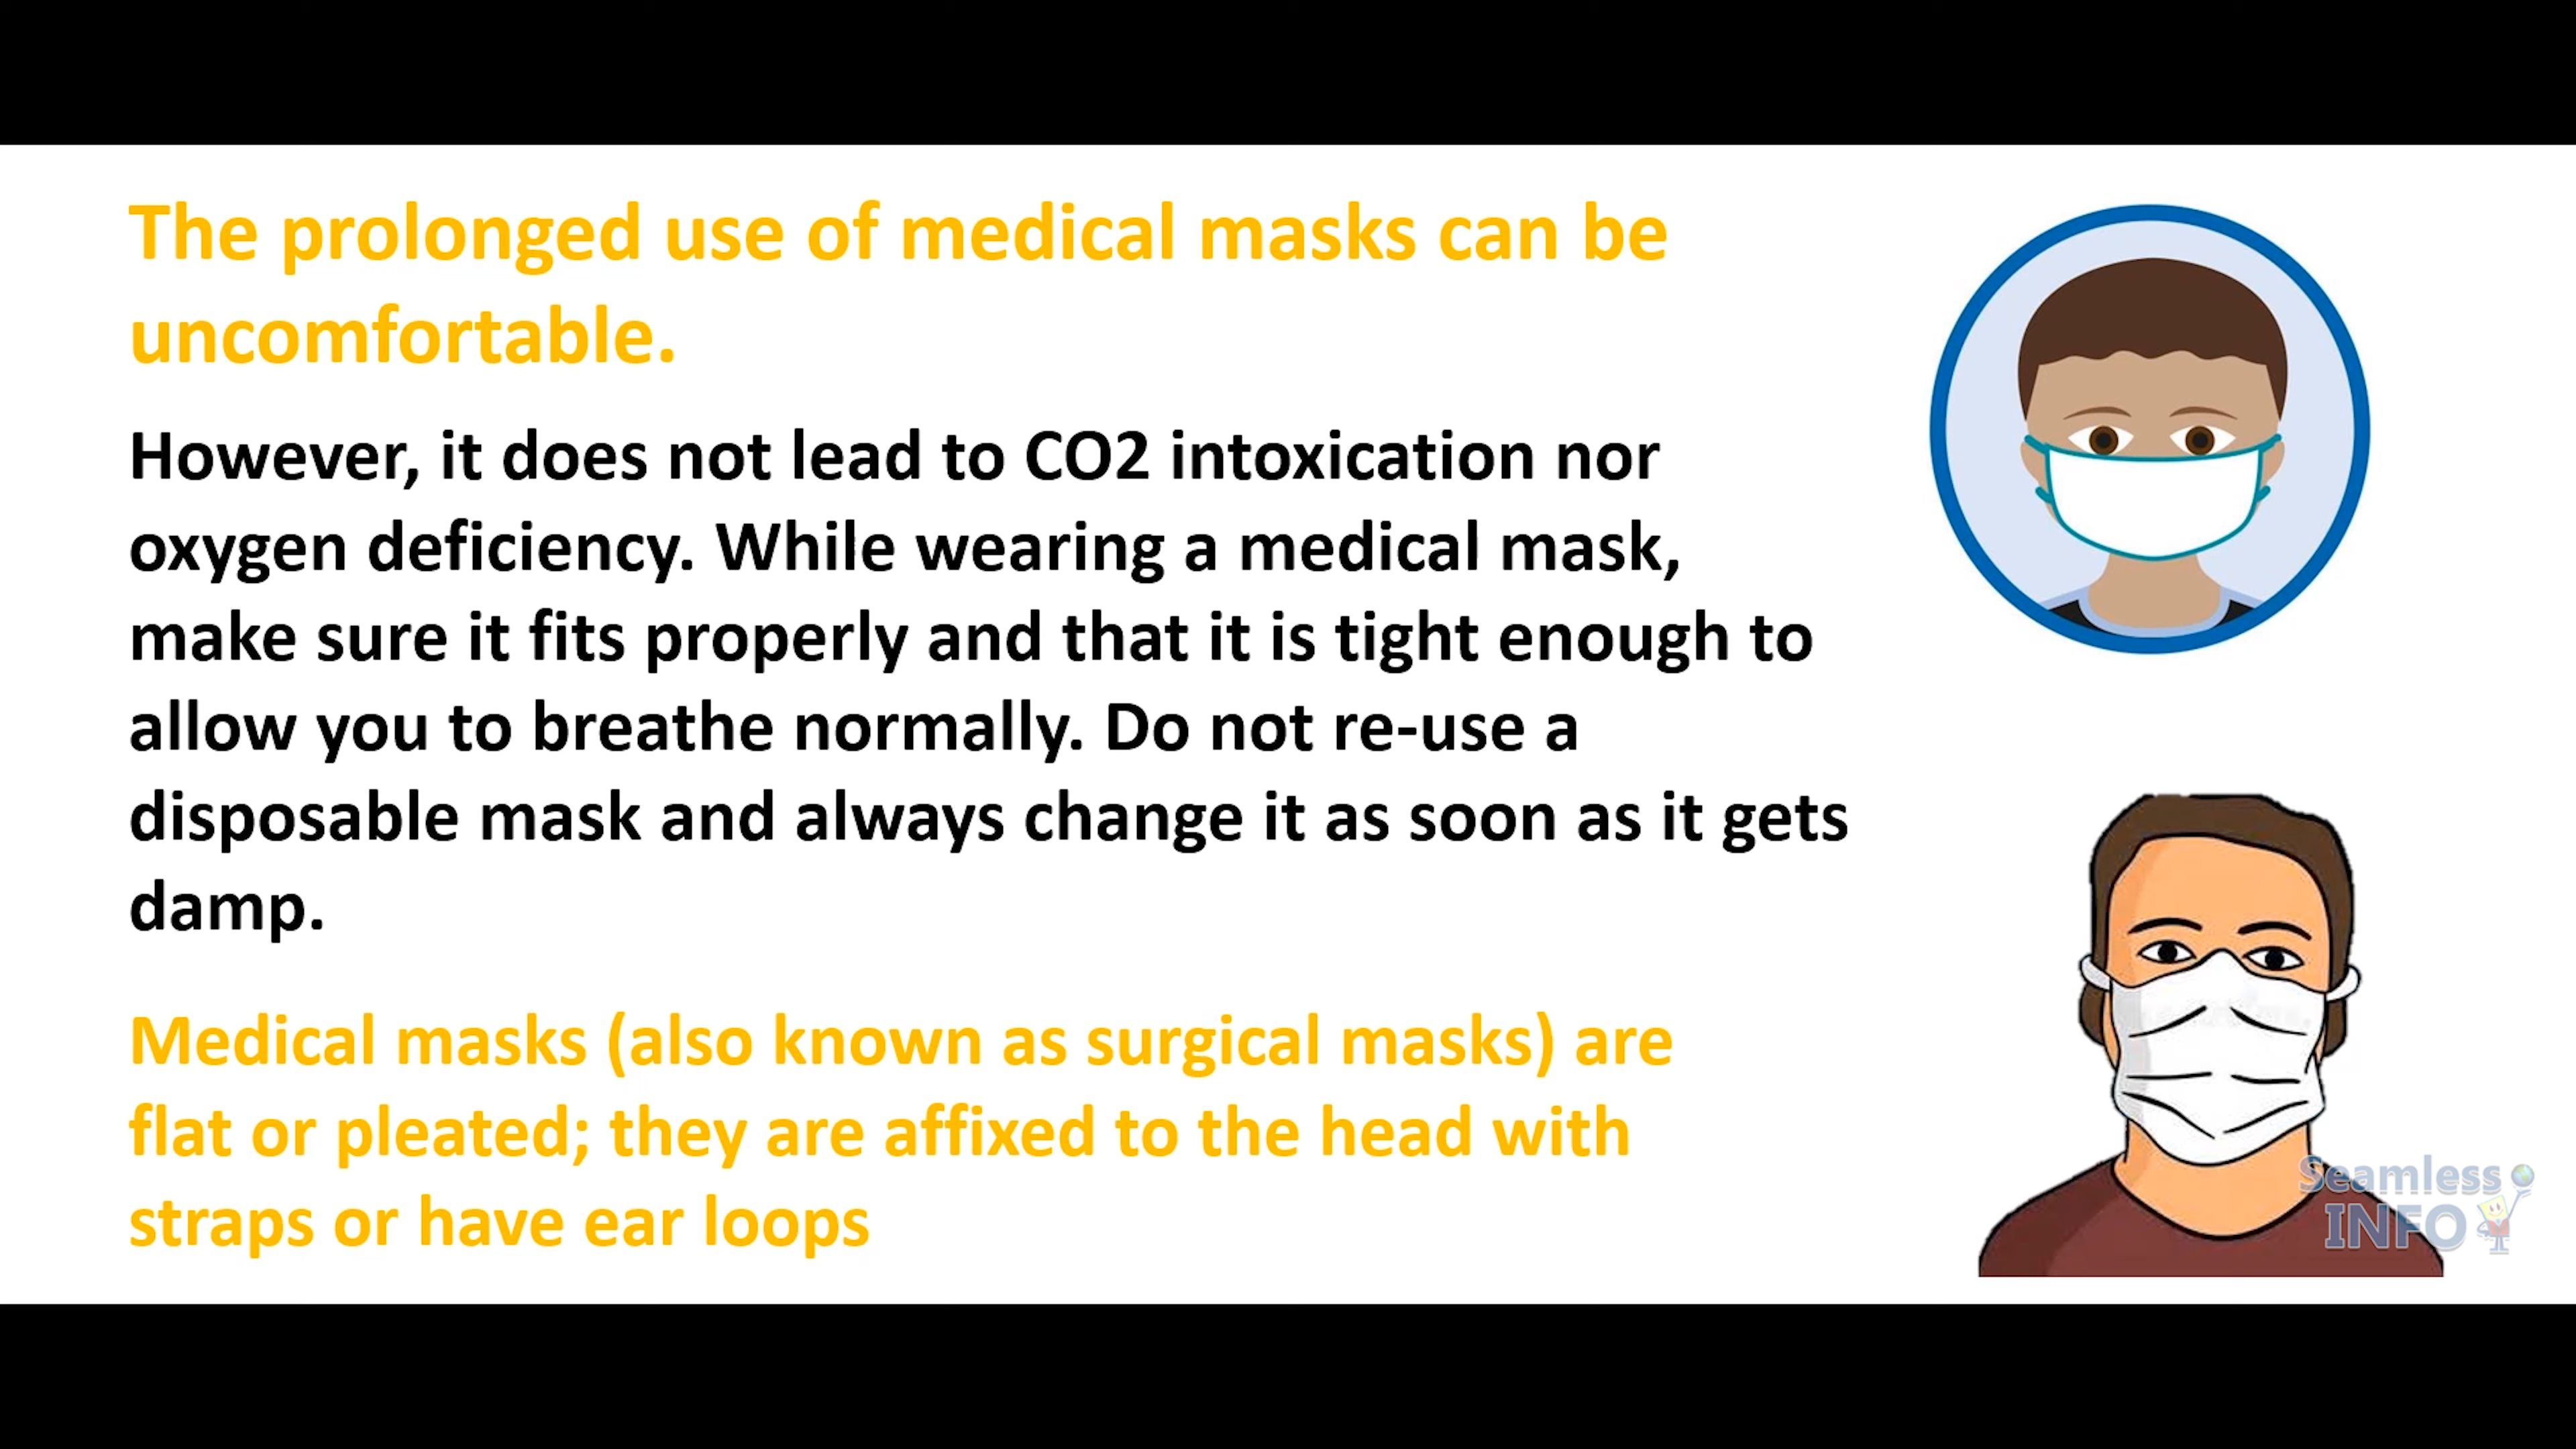 The prolonged use of medical masks can be
uncomfortable.
However, it does not lead to CO2 intoxication nor
oxygen deficiency. While wearing a medical mask,
make sure it fits properly and that it is tight enough to
allow you to breathe normally. Do not re-use a
disposable mask and always change it as soon as it gets
damp.
Medical masks (also known as surgical masks) are
flat or pleated; they are affixed to the head with
straps or have ear loops
Seamless
INFO